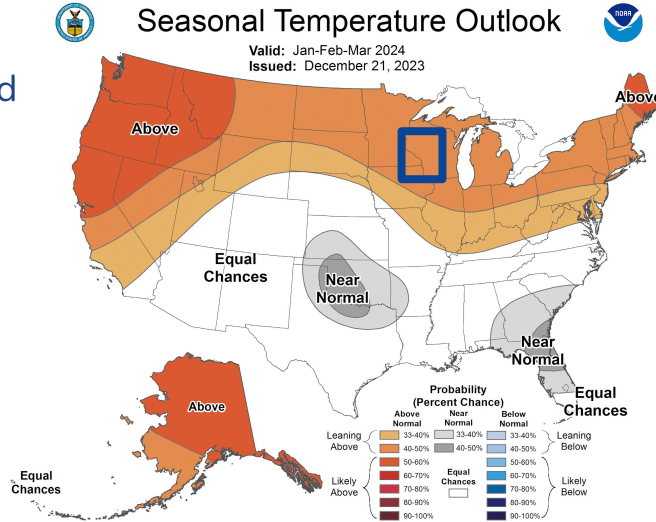 Seasonal Temperature Outlook
NOAA
Valid: Jan-Feb-Mar 2024
Issued: December 21, 2023
d
Above
Above
Equal
Chances
Near
Normal
Near
Normal
Equal
Chances
Above
Equal
Chances
Probability
(Percent Chance)
Above
Normal
Near
Normal
Below
Normal
Leaning
Above
33-40%
33-40%
33-40%
Leaning
Below
40-50%
40-50%
40-50%
Likely
Above
50-60%
50-60%
60-70%
60-70%
70-80%
70-80%
80-90%
80-90%
90-100%
90-100%
Equal
Chances
Likely
Below